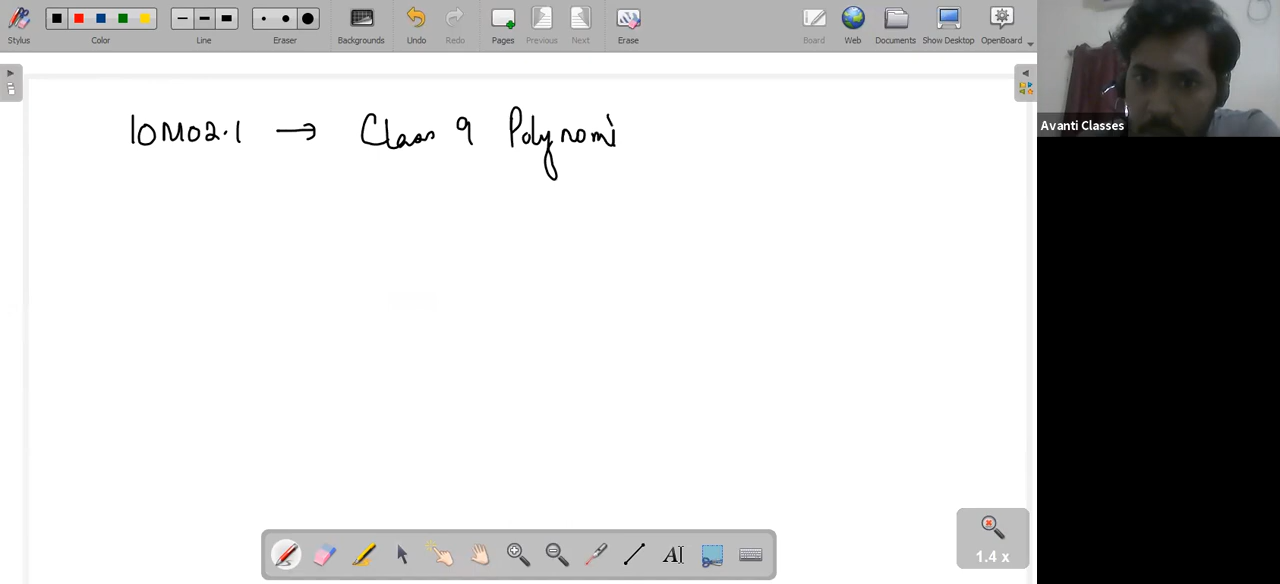 Stylus
Color
Line
Eraser
Backgrounds
Undo
Redo
Pages
Previous
Next
Erase
Board
Web
Documents
Show Desktop
OpenBoard
10M02.1 → Class 9 Polynomi
Avanti Classes
AI
1.4 x